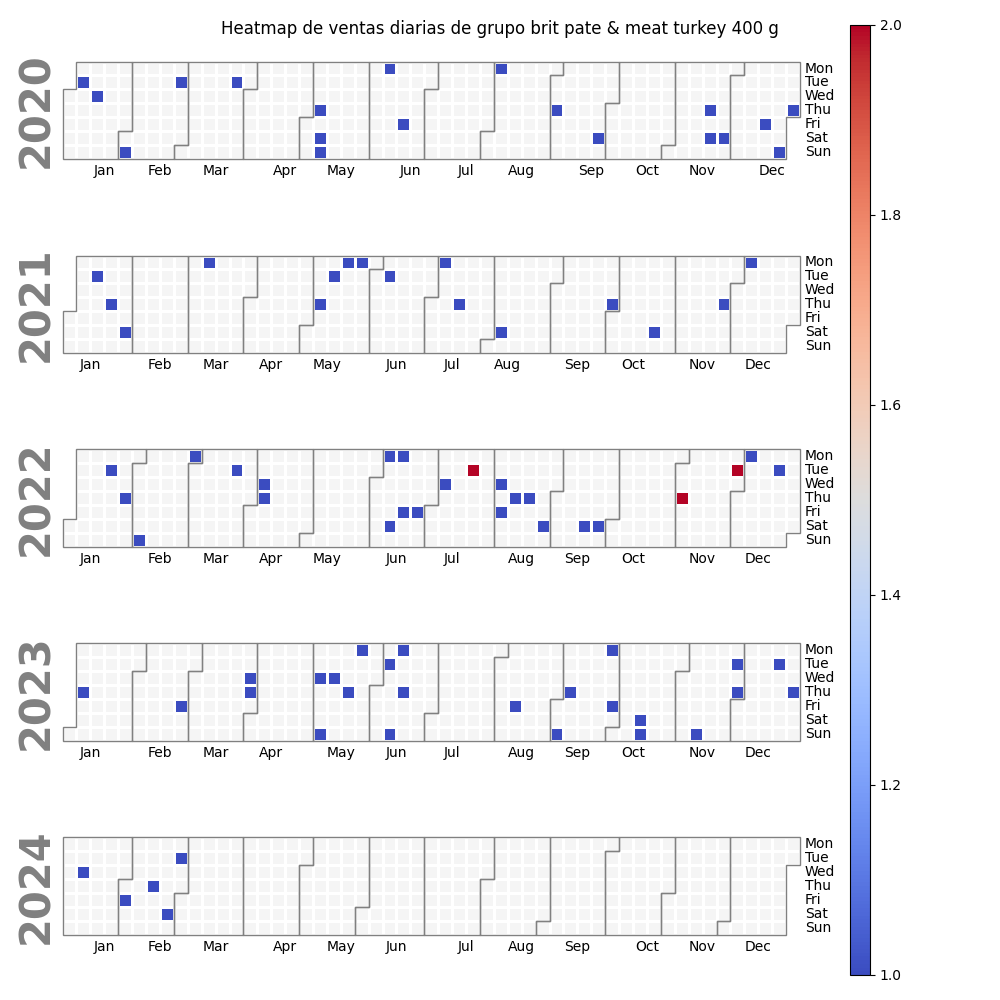 Heatmap de ventas diarias de grupo brit pate & meat turkey 400 g
2020
Mon
Tue
Wed
Thu
Fri
Sat
Sun
Jan Feb Mar Apr May Jun Jul Aug Sep Oct Nov Dec
2021
Mon
Tue
Wed
Thu
Fri
Sat
Sun
Jan Feb Mar Apr May Jun Jul Aug Sep Oct Nov Dec
2022
Mon
Tue
Wed
Thu
Fri
Sat
Sun
Jan Feb Mar Apr May Jun Jul Aug Sep Oct Nov Dec
2023
Mon
Tue
Wed
Thu
Fri
Sat
Sun
Jan Feb Mar Apr May Jun Jul Aug Sep Oct Nov Dec
2024
Mon
Tue
Wed
Thu
Fri
Sat
Sun
Jan Feb Mar Apr May Jun Jul Aug Sep Oct Nov Dec
2.0
1.8
1.6
1.4
1.2
1.0